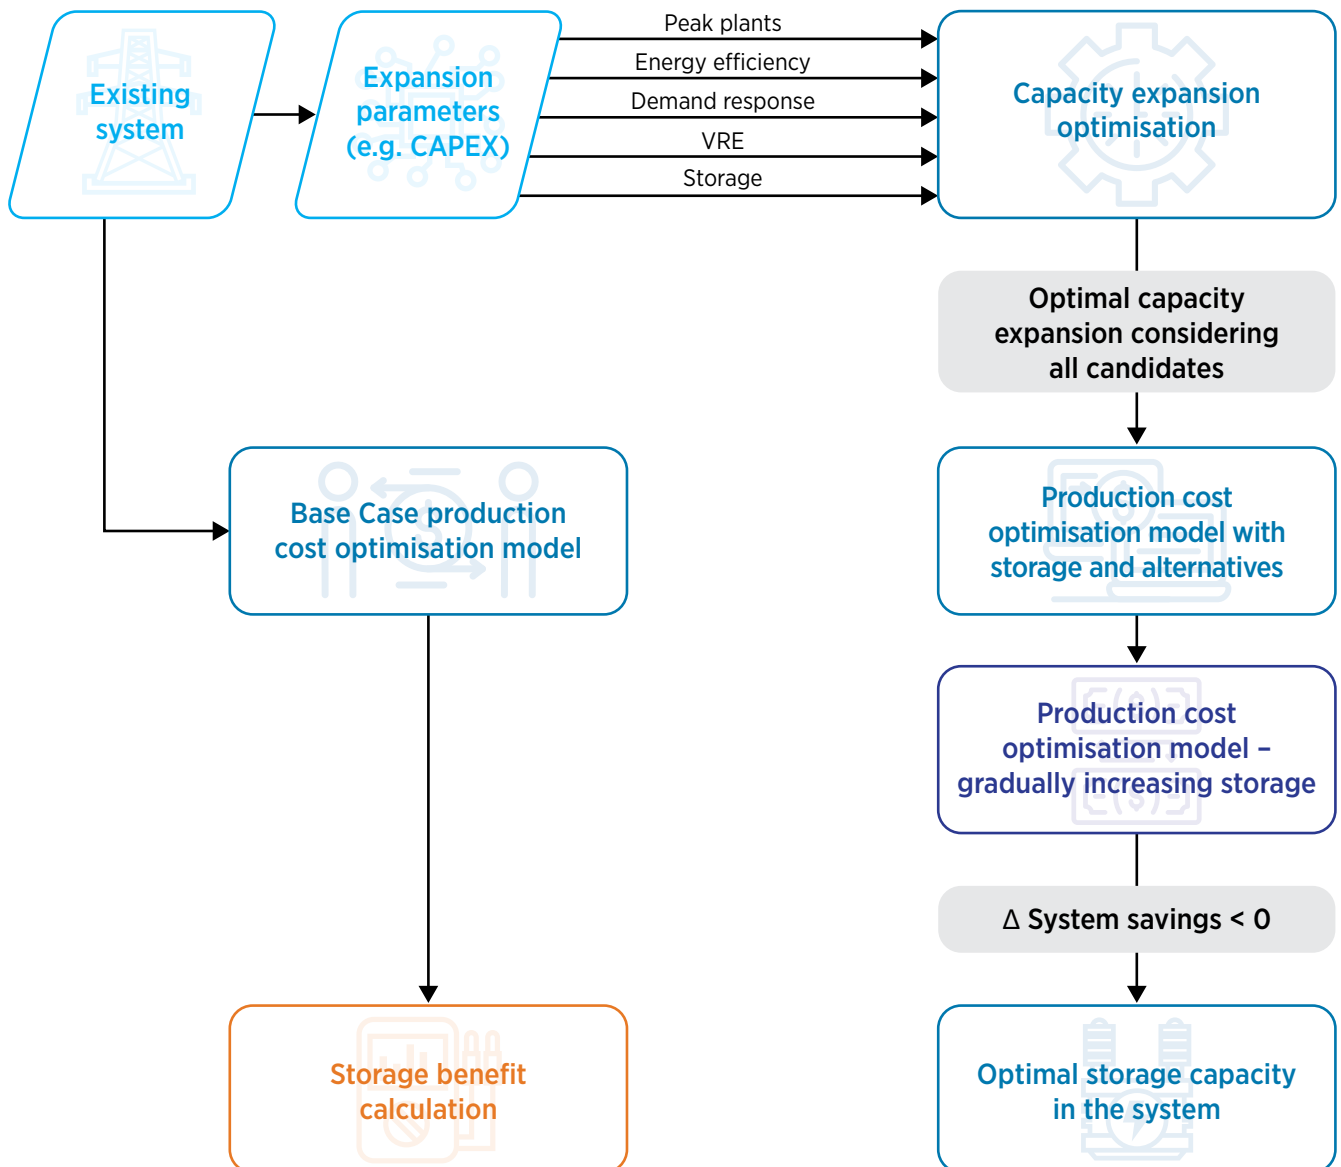 Existing
system
Expansion
parameters
(e.g. CAPEX)
Peak plants
Energy efficiency
Demand response
VRE
Storage
Capacity expansion
optimisation
Optimal capacity
expansion considering
all candidates
Base Case production
cost optimisation model
Production cost
optimisation model with
storage and alternatives
Production cost
optimisation model –
gradually increasing storage
Δ System savings < 0
Storage benefit
calculation
Optimal storage capacity
in the system